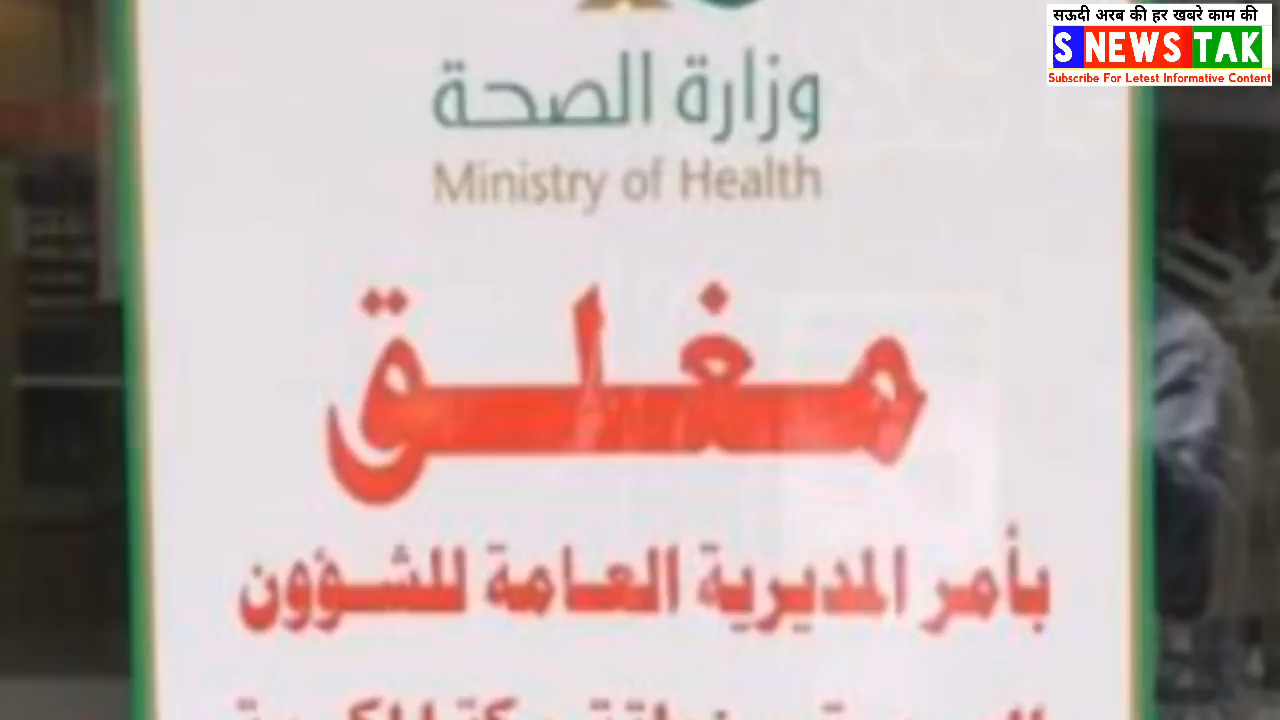 सऊदी अरब की हर खबरे काम की
S NEWS TAK
Subscribe For Letest Informative Content
وزارة الصحة
Ministry of Health
مغلق
بأمر المديرية العامة للشؤون